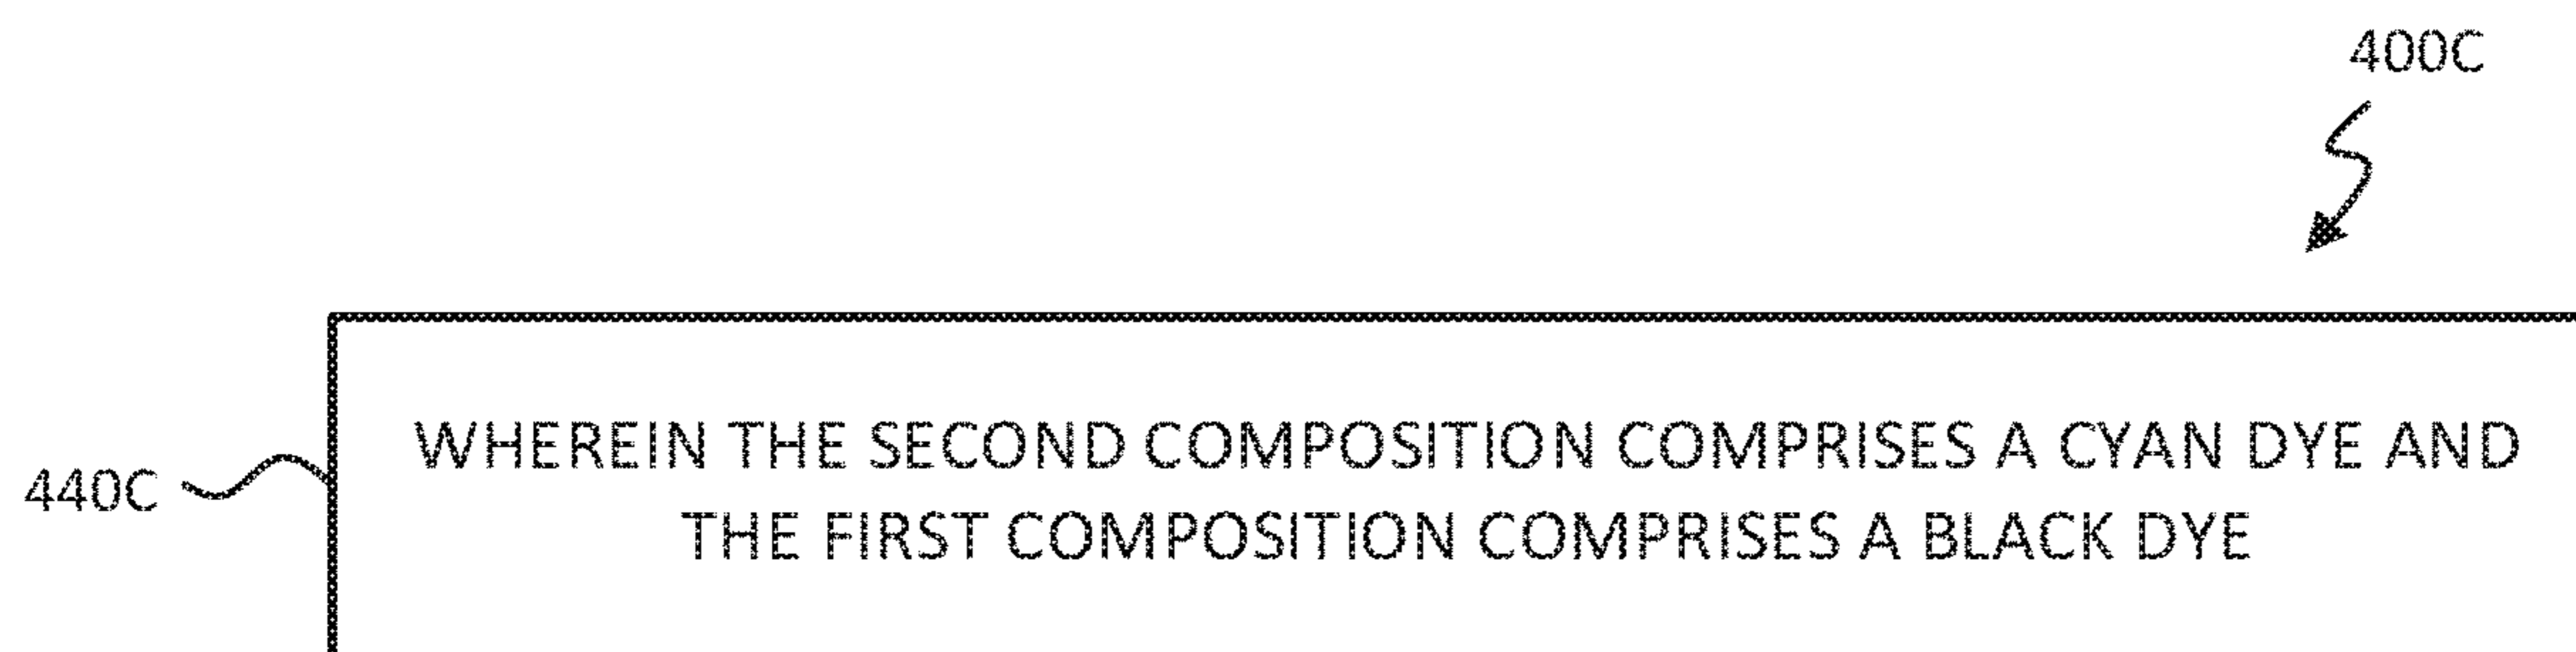 400C
WHEREIN THE SECOND COMPOSITION COMPRISES A CYAN DYE AND
440C
THE FIRST COMPOSITION COMPRISES A BLACK DYE